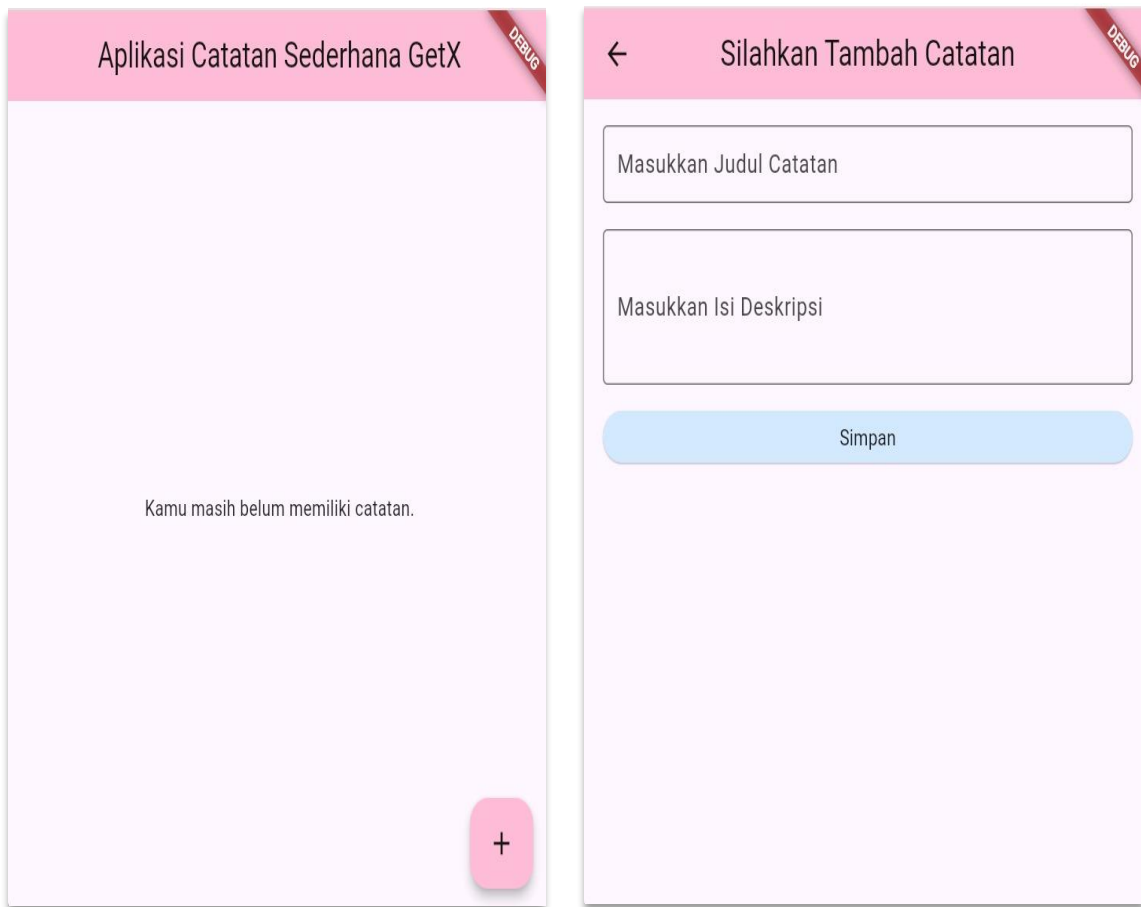 Aplikasi Catatan Sederhana GetX
DEBUG
Kamu masih belum memiliki catatan.
+
Silahkan Tambah Catatan
DEBUG
Masukkan Judul Catatan
Masukkan Isi Deskripsi
Simpan